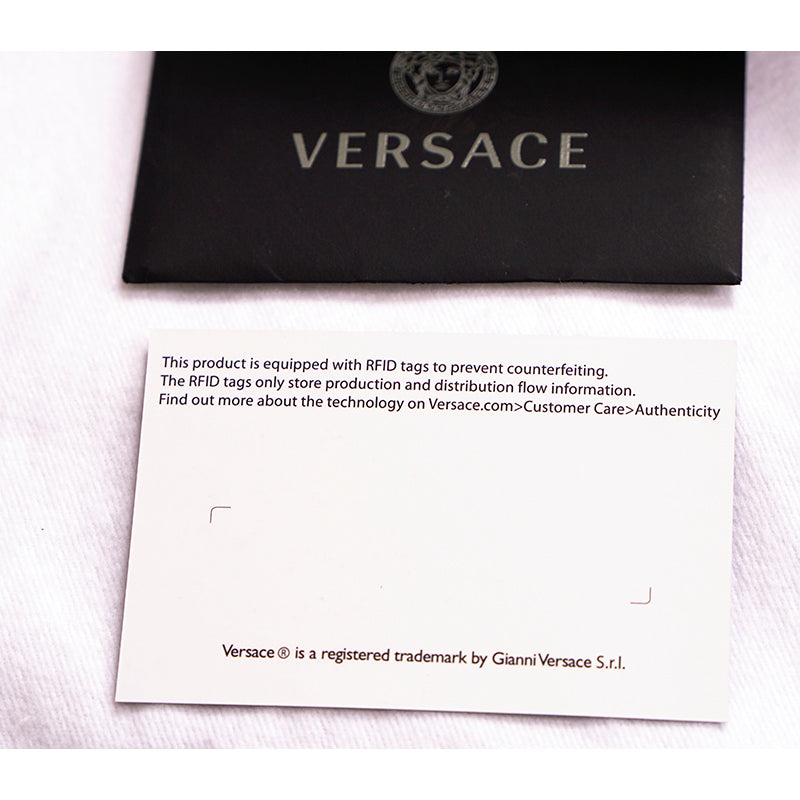 VERSACE
This product is equipped with RFID tags to prevent counterfeiting.
The RFID tags only store production and distribution flow information.
Find out more about the technology on Versace.com>Customer Care>Authenticity
Versace ® is a registered trademark by Gianni Versace S.r.l.